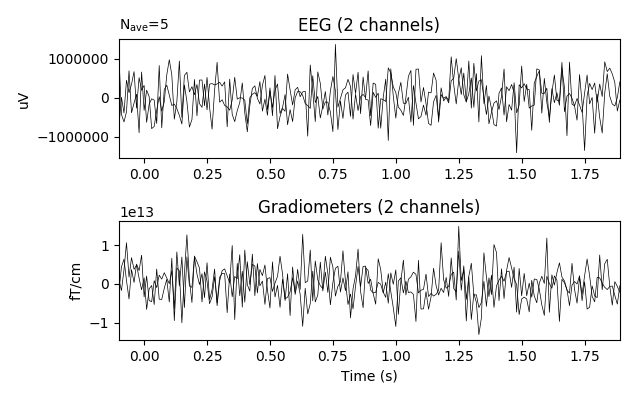 Nave=5
EEG (2 channels)
uV
1000000
0
−1000000
0.00 0.25 0.50 0.75 1.00 1.25 1.50 1.75
1e13
Gradiometers (2 channels)
fT/cm
1
0
−1
0.00 0.25 0.50 0.75 1.00 1.25 1.50 1.75
Time (s)